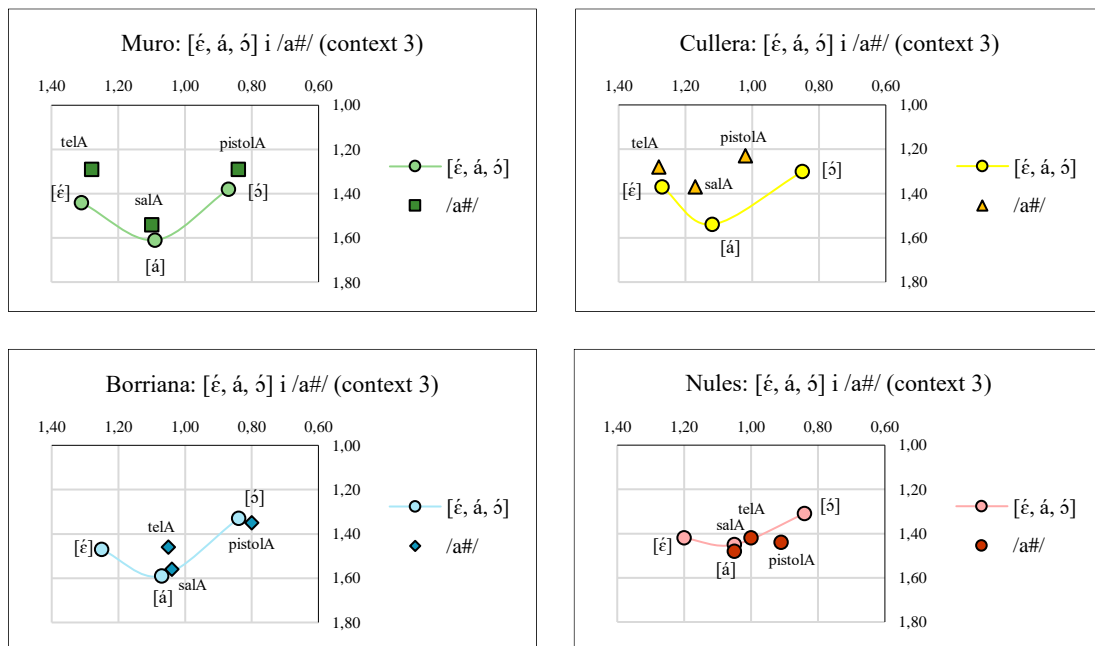 Muro: [ɛ́, á, ɔ́] i /a#/ (context 3)
1,40 1,20 1,00 0,80 0,60
1,00
1,20
1,40
1,60
1,80
telA
pistolA
[ɛ́]
salA
[ɔ́]
[á]
[ɛ́, á, ɔ́]
/a#/
Cullera: [ɛ́, á, ɔ́] i /a#/ (context 3)
1,40 1,20 1,00 0,80 0,60
1,00
1,20
1,40
1,60
1,80
telA
pistolA
[ɛ́]
salA
[ɔ́]
[á]
[ɛ́, á, ɔ́]
/a#/
Borriana: [ɛ́, á, ɔ́] i /a#/ (context 3)
1,40 1,20 1,00 0,80 0,60
1,00
1,20
1,40
1,60
1,80
[ɔ́]
telA
[ɛ́]
pistolA
salA
[á]
[ɛ́, á, ɔ́]
/a#/
Nules: [ɛ́, á, ɔ́] i /a#/ (context 3)
1,40 1,20 1,00 0,80 0,60
1,00
1,20
1,40
1,60
1,80
telA
[ɔ́]
salA
[ɛ́]
[á]
pistolA
[ɛ́, á, ɔ́]
/a#/